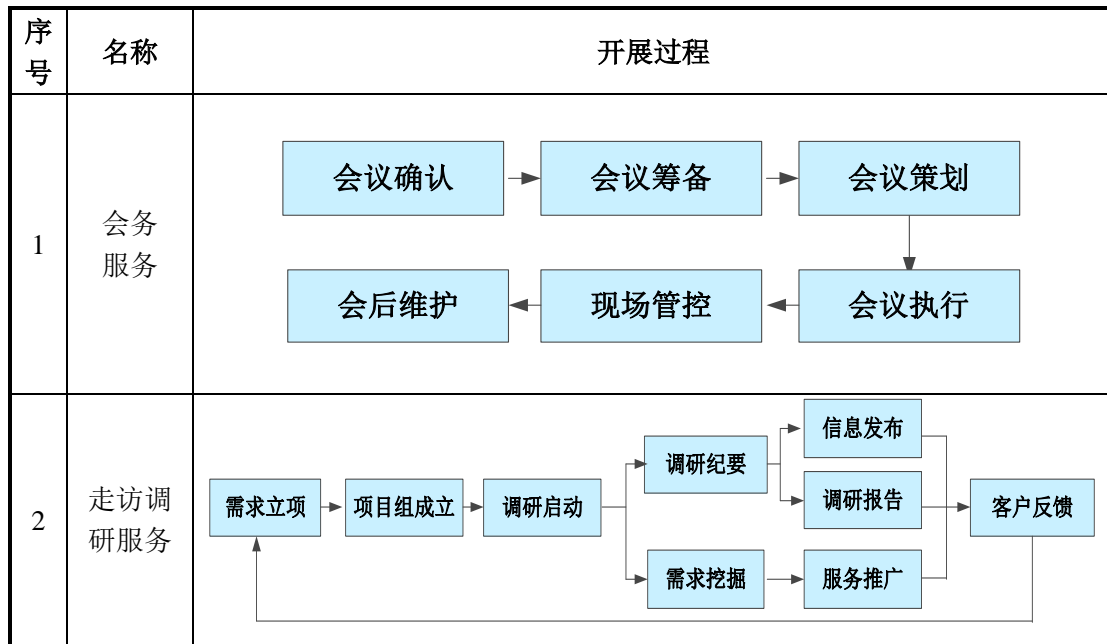 序号
名称
开展过程
1
会务
服务
会议确认
会议筹备
会议策划
会后维护
现场管控
会议执行
2
走访调
研服务
需求立项
项目组成立
调研启动
调研纪要
需求挖掘
信息发布
调研报告
服务推广
客户反馈